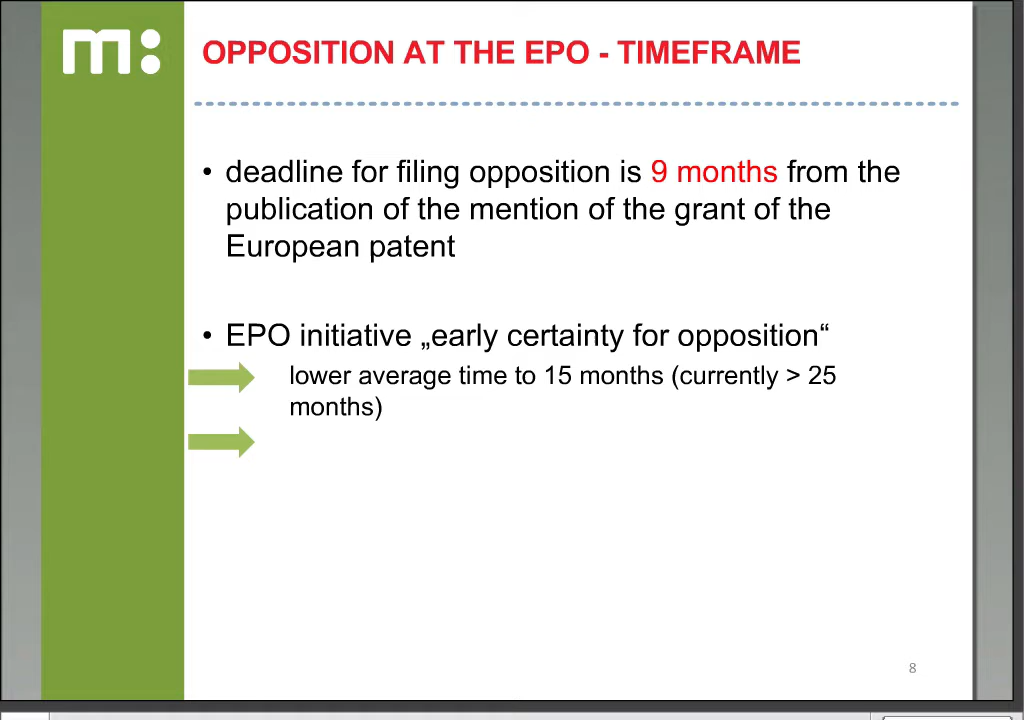 m:
OPPOSITION AT THE EPO - TIMEFRAME
• deadline for filing opposition is 9 months from the
publication of the mention of the grant of the
European patent
• EPO initiative „early certainty for opposition“
lower average time to 15 months (currently > 25
months)
8